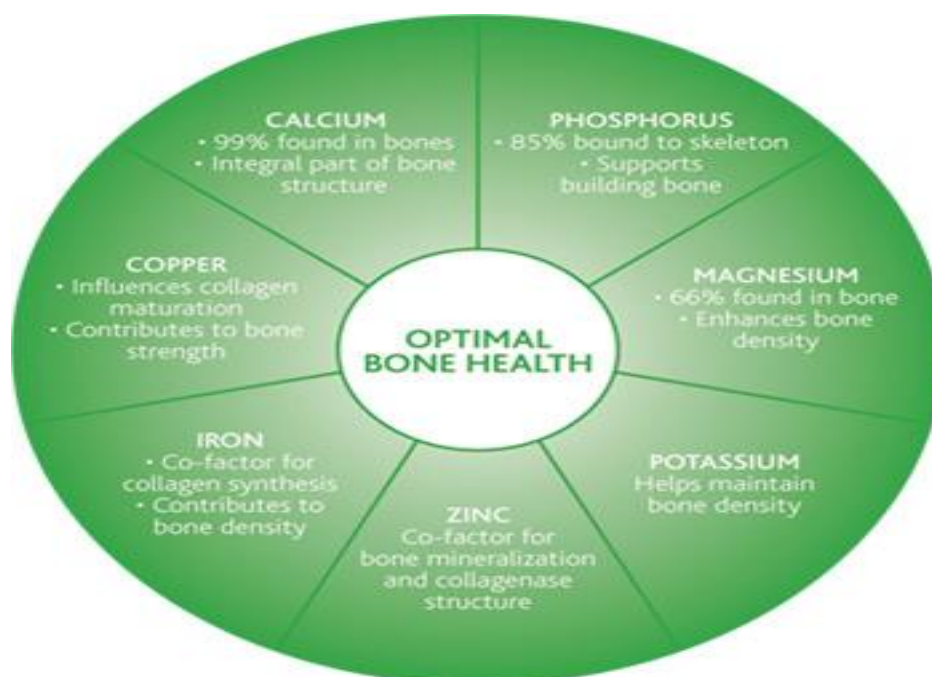 CALCIUM
• 99% found in bones
• Integral part of bone
structure
PHOSPHORUS
• 85% bound to skeleton
• Supports
building bone
COPPER
• Influences collagen
maturation
• Contributes to bone
strength
MAGNESIUM
• 66% found in bone
• Enhances bone
density
OPTIMAL
BONE HEALTH
IRON
• Co-factor for
collagen synthesis
• Contributes to
bone density
ZINC
Co-factor for
bone mineralization
and collagenase
structure
POTASSIUM
Helps maintain
bone density